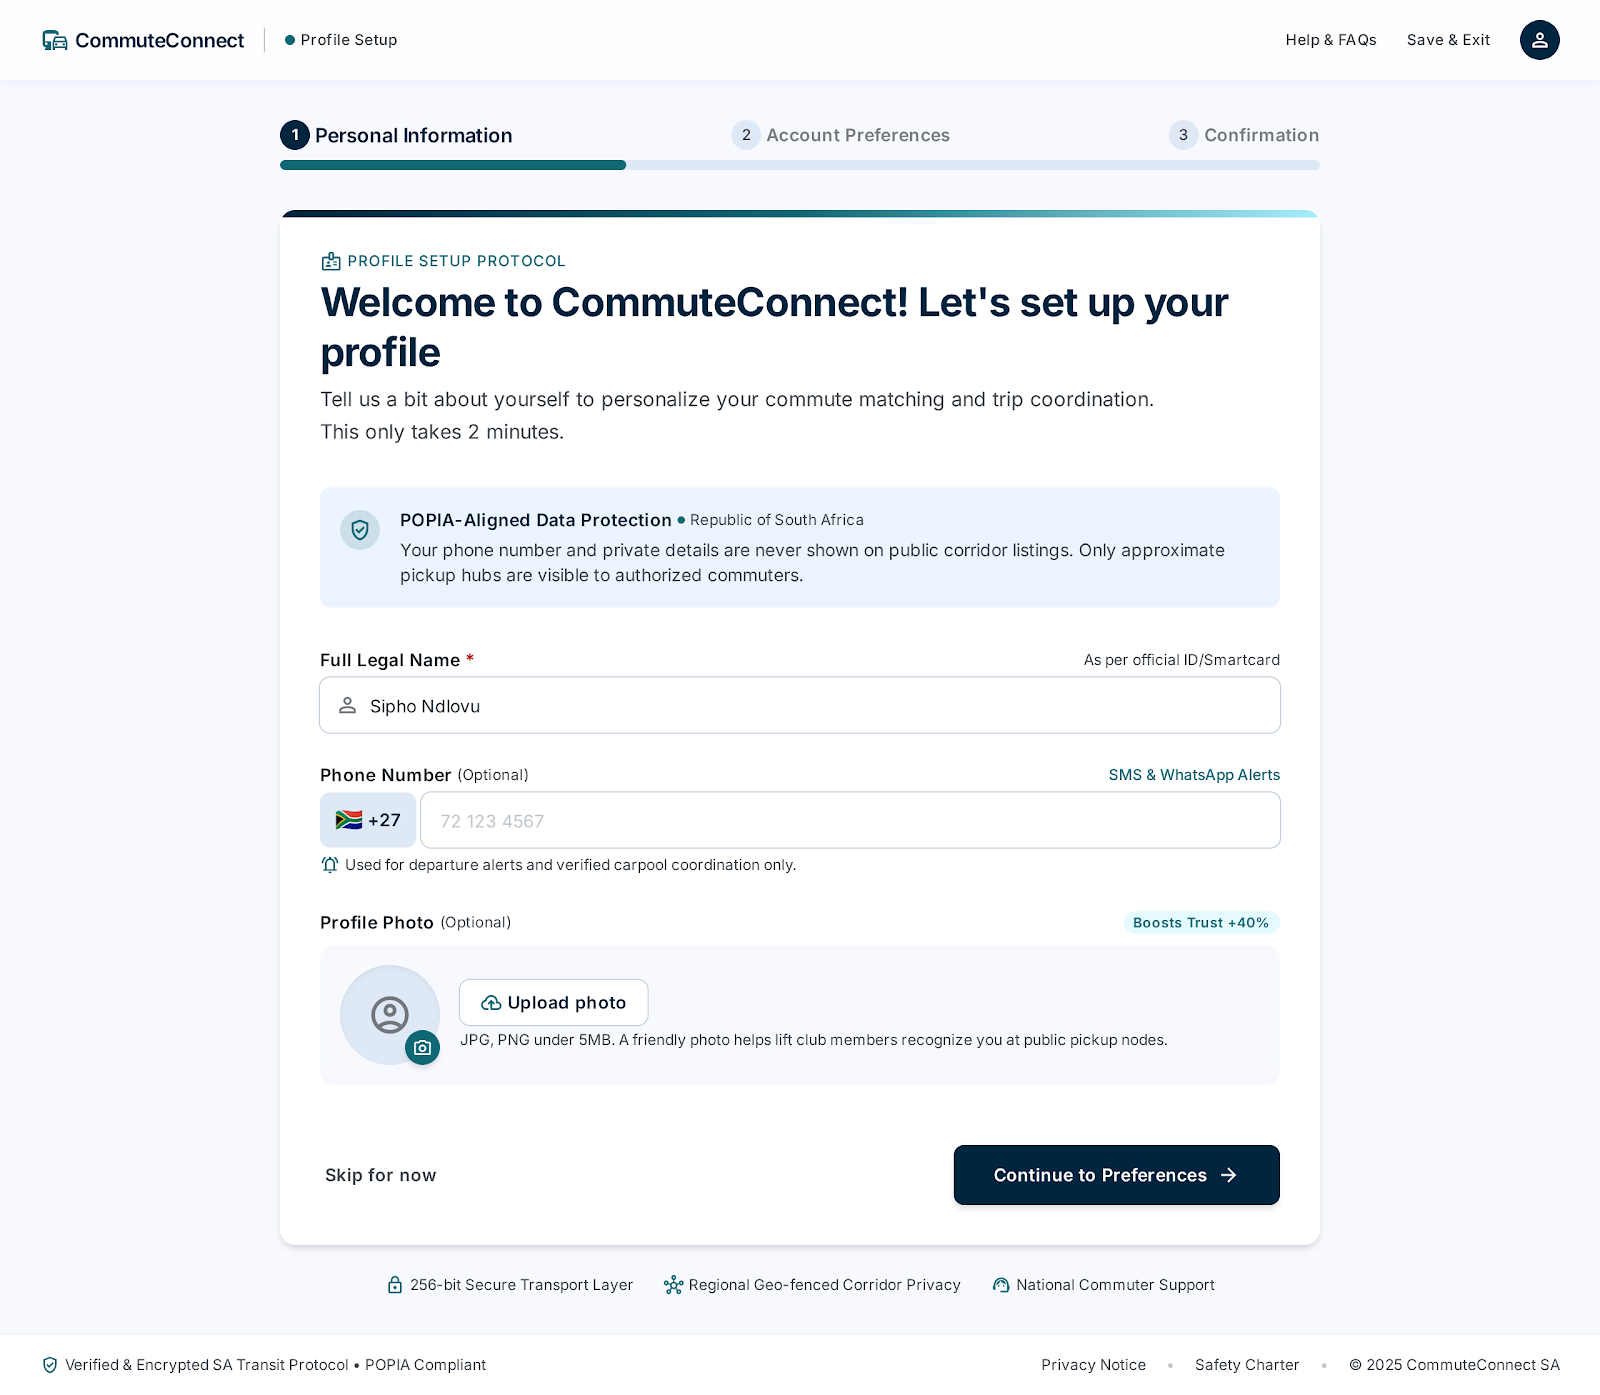 CommuteConnect
Profile Setup
Help & FAQs
Save & Exit
1 Personal Information
2 Account Preferences
3 Confirmation
PROFILE SETUP PROTOCOL
Welcome to CommuteConnect! Let's set up your
profile
Tell us a bit about yourself to personalize your commute matching and trip coordination.
This only takes 2 minutes.
POPIA-Aligned Data Protection • Republic of South Africa
Your phone number and private details are never shown on public corridor listings. Only approximate
pickup hubs are visible to authorized commuters.
Full Legal Name *
As per official ID/Smartcard
Sipho Ndlovu
Phone Number (Optional)
SMS & WhatsApp Alerts
🇿🇦 +27
72 123 4567
Used for departure alerts and verified carpool coordination only.
Profile Photo (Optional)
Boosts Trust +40%
Upload photo
JPG, PNG under 5MB. A friendly photo helps lift club members recognize you at public pickup nodes.
Skip for now
Continue to Preferences →
256-bit Secure Transport Layer
Regional Geo-fenced Corridor Privacy
National Commuter Support
Verified & Encrypted SA Transit Protocol • POPIA Compliant
Privacy Notice • Safety Charter • © 2025 CommuteConnect SA